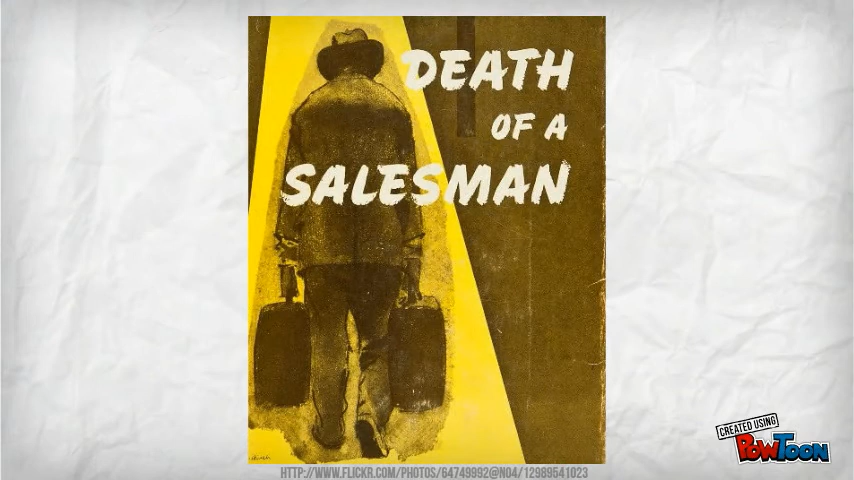 DEATH
OF A
SALESMAN
HTTP://WWW.FLICKR.COM/PHOTOS/64749992@N04/12989541023
CREATED USING
POWTOON